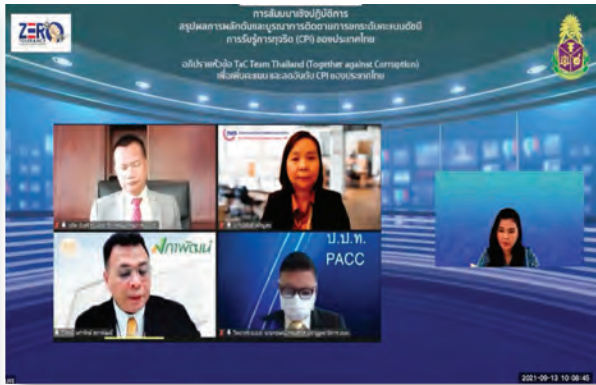 ZERO
TOLERANCE
การสัมมนาเชิงปฏิบัติการ
สรุปผลการผลักดันและบูรณาการติดตามการยกระดับคะแนนดัชนี
การรับรู้การทุจริต (CPI) ของประเทศไทย
อภิปรายหัวข้อ TaC Team Thailand (Together against Corruption)
เพื่อเพิ่มคะแนน และลดอันดับ CPI ของประเทศไทย
สภาพัฒน์
ป.ป.ท.
PACC
2021-09-13 10:08:45